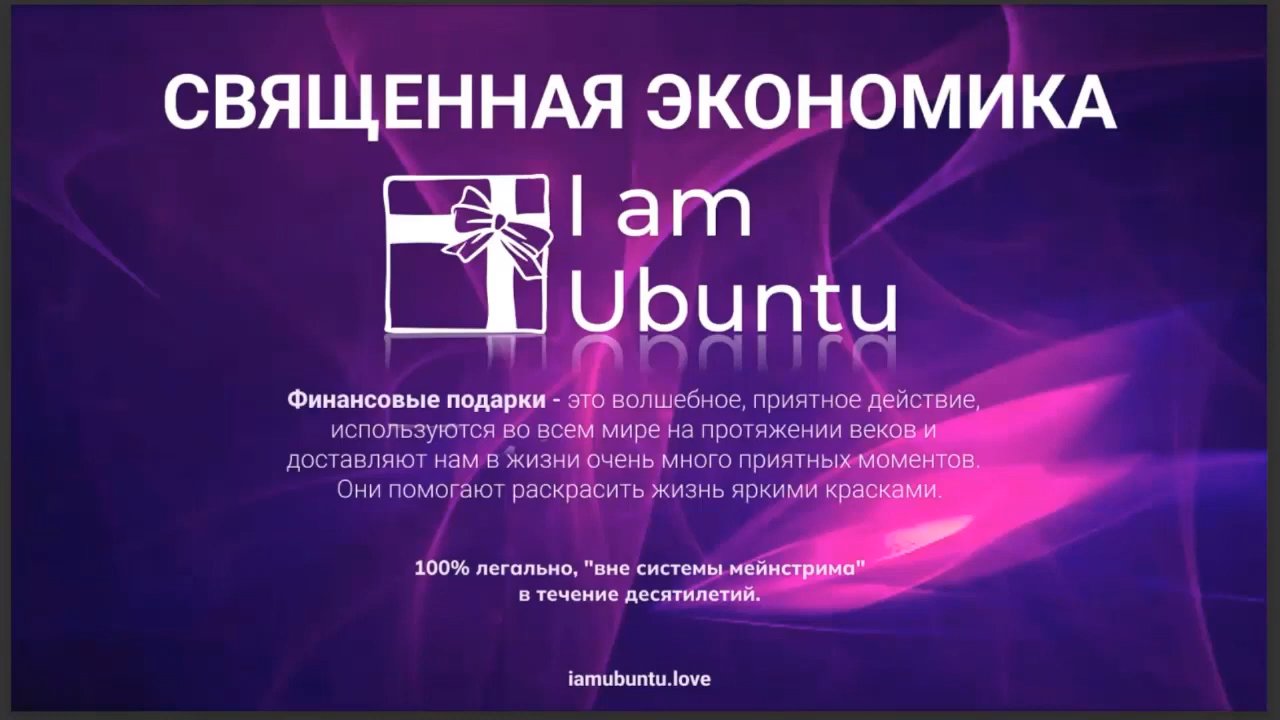 СВЯЩЕННАЯ ЭКОНОМИКА
I am
Ubuntu
Финансовые подарки - это волшебное, приятное действие,
используются во всем мире на протяжении веков и
доставляют нам в жизни очень много приятных моментов.
Они помогают раскрасить жизнь яркими красками.
100% легально, "вне системы мейнстрима"
в течение десятилетий.
iamubuntu.love